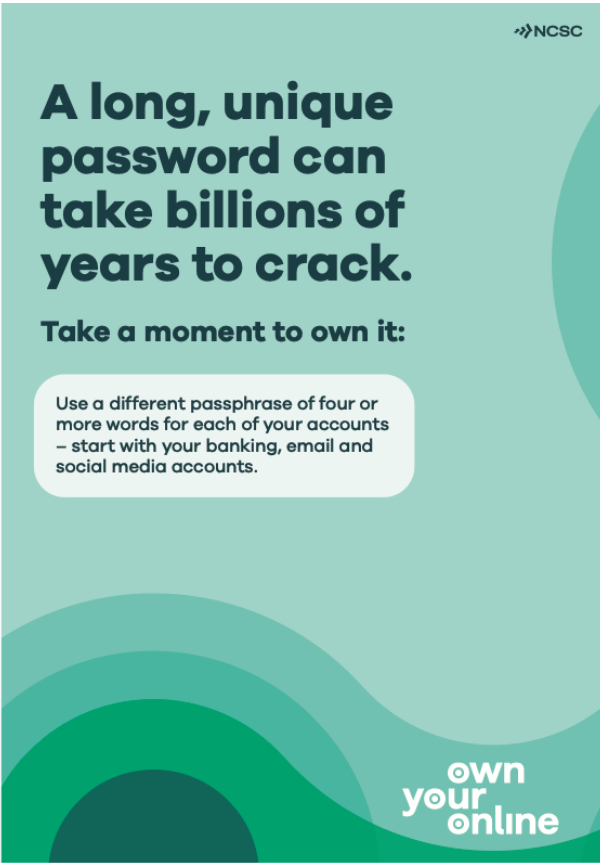 NCSC
A long, unique
password can
take billions of
years to crack.
Take a moment to own it:
Use a different passphrase of four or
more words for each of your accounts
– start with your banking, email and
social media accounts.
own
your
online